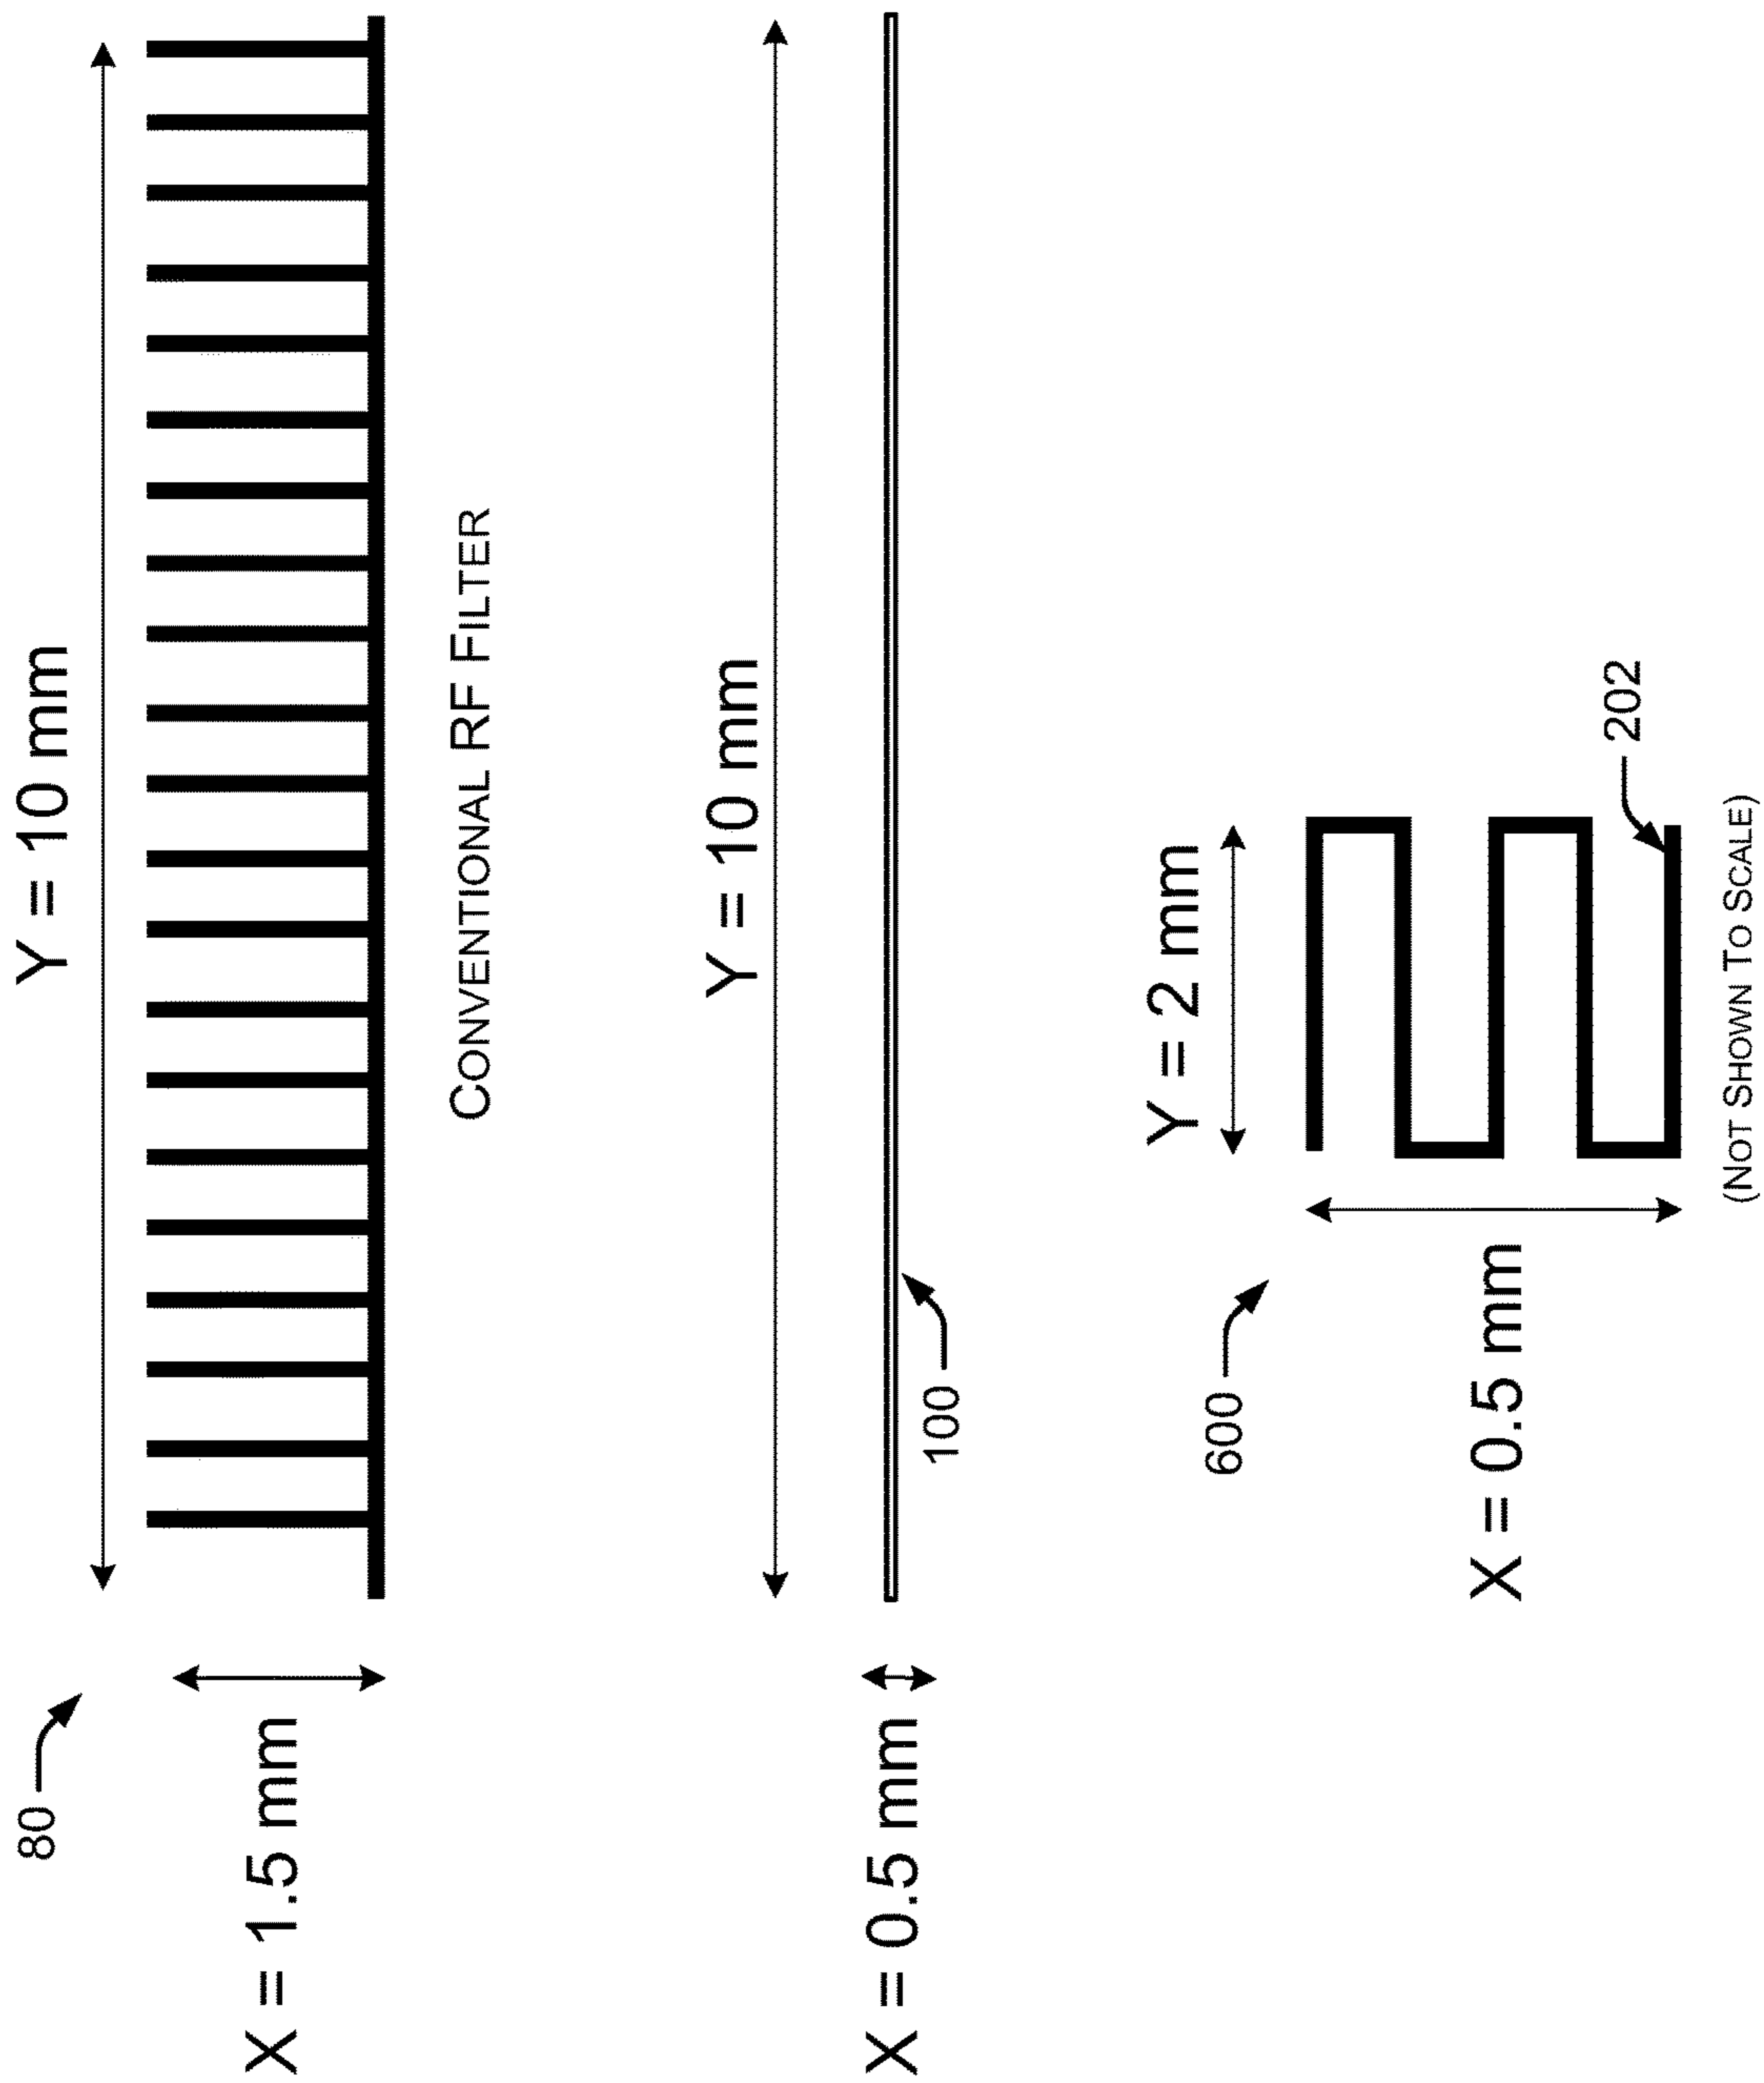 80
Y = 10 mm
X = 1.5 mm
CONVENTIONAL RF FILTER
Y = 10 mm
X = 0.5 mm
100
600
Y = 2 mm
X = 0.5 mm
202
(NOT SHOWN TO SCALE)